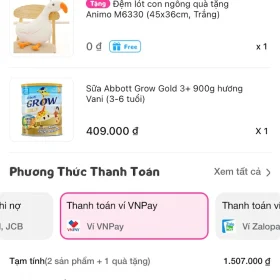 Tặng Đệm lót con ngỗng quà tặng
Animo M6330 (45x36cm, Trắng)
0 đ Free x 1
Abbott
GROW
Sữa Abbott Grow Gold 3+ 900g hương
Vani (3-6 tuổi)
409.000 đ X 1
Phương Thức Thanh Toán Xem tất cả >
hi nợ Thanh toán ví VNPay Thanh toán ví
, JCB VNPAY Ví VNPay Ví Zalopa
Tạm tính(2 sản phẩm + 1 quà tặng) 1.507.000 ₫